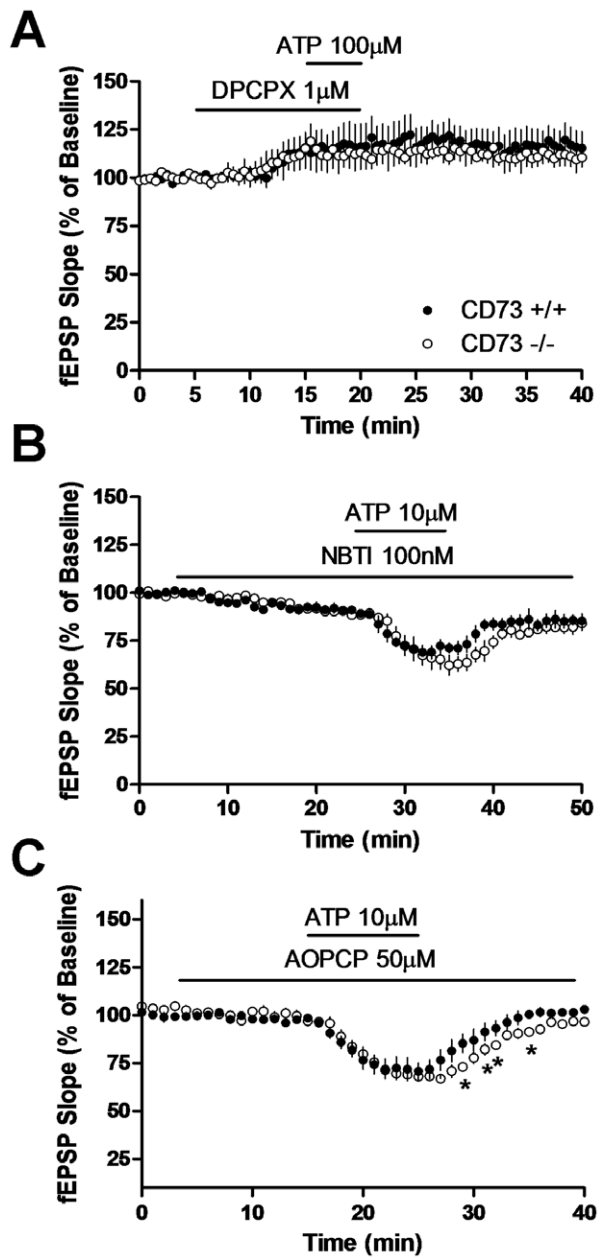 A
ATP 100µM
DPCPX 1µM
fEPSP Slope (% of Baseline)
150
125
100
75
50
25
0
CD73 +/+
CD73 -/-
0 5 10 15 20 25 30 35 40
Time (min)
B
ATP 10µM
NBTI 100nM
fEPSP Slope (% of Baseline)
150
100
75
50
25
0
0 10 20 30 40 50
Time (min)
C
ATP 10µM
AOPCP 50µM
fEPSP Slope (% of Baseline)
150
125
100
75
50
25
* * * *
0 10 20 30 40
Time (min)